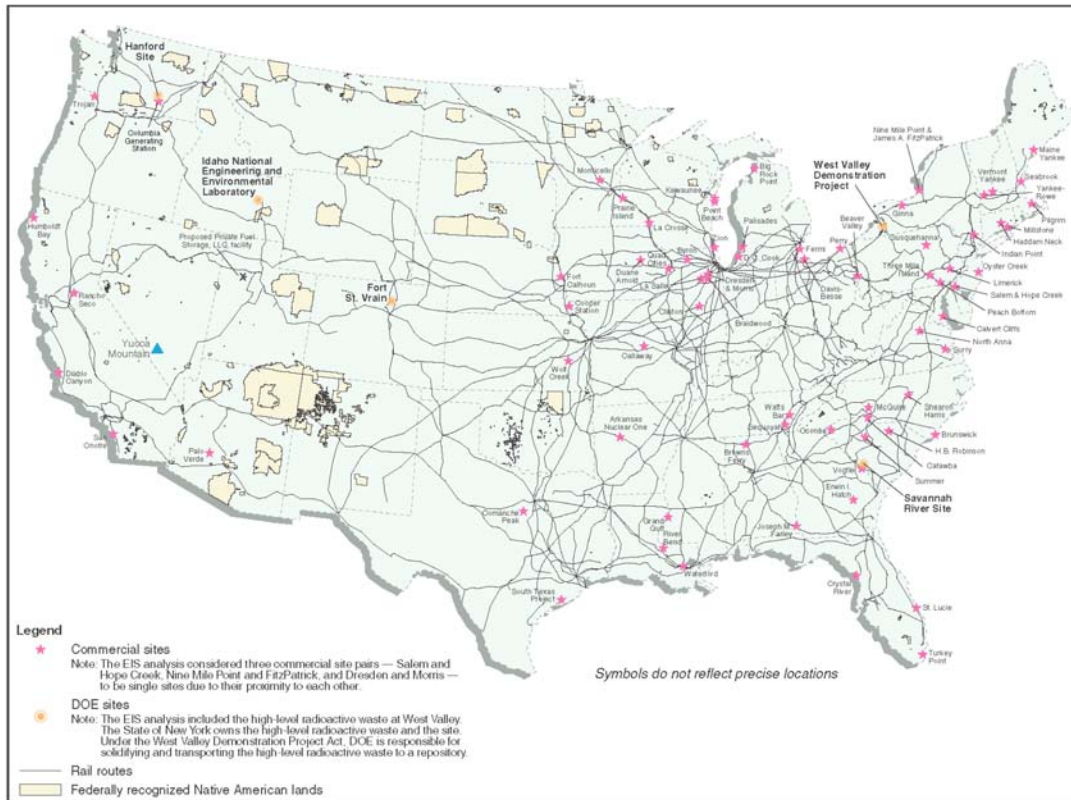 Hanford
Site
Trojan
Columbia
Generating
Station
Idaho National
Engineering and
Environmental
Laboratory
Proposed Private Fuel
Storage, LLC, facility
Humboldt
Bay
Rancho
Seco
Yucca
Mountain
Diablo
Canyon
San
Onofre
Palo
Verde
Fort
St. Vrain
Monticello
Prairie
Island
La Crosse
Kewaunee
Point
Beach
Big
Rock
Point
Palisades
Zion
D. C. Cook
Byron
Quad
Cities
Duane
Arnold
La Salle
Dresden
& Morris
Clinton
Braidwood
Fort
Calhoun
Cooper
Station
Callaway
Wolf
Creek
Fermi
Davis-
Besse
Perry
Beaver
Valley
West Valley
Demonstration
Project
Nine Mile Point &
James A. FitzPatrick
Ginna
Maine
Yankee
Vermont
Yankee
Seabrook
Yankee-
Rowe
Pilgrim
Millstone
Haddam Neck
Indian Point
Susquehanna
Three Mile
Island
Oyster Creek
Limerick
Salem & Hope Creek
Peach Bottom
Calvert Cliffs
North Anna
Surry
Arkansas
Nuclear One
Watts
Bar
Sequoyah
Browns
Ferry
Oconee
McGuire
Shearon
Harris
Brunswick
H.B. Robinson
Catawba
Summer
Vogtle
Savannah
River Site
Erwin I.
Hatch
Joseph M.
Farley
Comanche
Peak
Grand
Gulf
River
Bend
Waterford
South Texas
Project
Crystal
River
St. Lucie
Turkey
Point
Symbols do not reflect precise locations
Legend
Commercial sites
Note: The EIS analysis considered three commercial site pairs — Salem and
Hope Creek, Nine Mile Point and FitzPatrick, and Dresden and Morris —
to be single sites due to their proximity to each other.
DOE sites
Note: The EIS analysis included the high-level radioactive waste at West Valley.
The State of New York owns the high-level radioactive waste and the site.
Under the West Valley Demonstration Project Act, DOE is responsible for
solidifying and transporting the high-level radioactive waste to a repository.
Rail routes
Federally recognized Native American lands